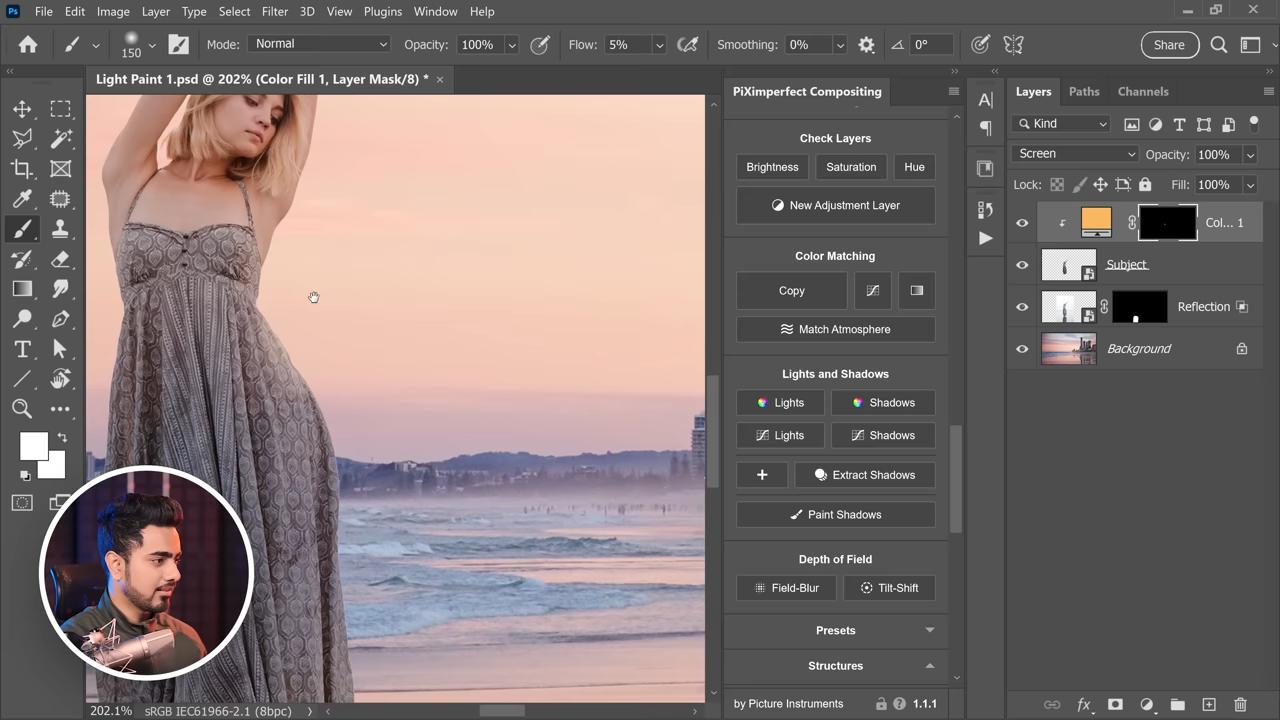 Ps File Edit Image Layer Type Select Filter 3D View Plugins Window Help
150 Mode: Normal Opacity: 100% Flow: 5% Smoothing: 0% 0° Share
Light Paint 1.psd @ 202% (Color Fill 1, Layer Mask/8) * ×
PiXimperfect Compositing
Check Layers
Brightness Saturation Hue
New Adjustment Layer
Color Matching
Copy
Match Atmosphere
Lights and Shadows
Lights Shadows
Lights Shadows
+ Extract Shadows
Paint Shadows
Depth of Field
Field-Blur Tilt-Shift
Presets
Structures
by Picture Instruments 1.1.1
Layers Paths Channels
Kind
Screen Opacity: 100%
Lock: Fill: 100%
Col... 1
Subject
Reflection
Background
202.1% sRGB IEC61966-2.1 (8bpc)